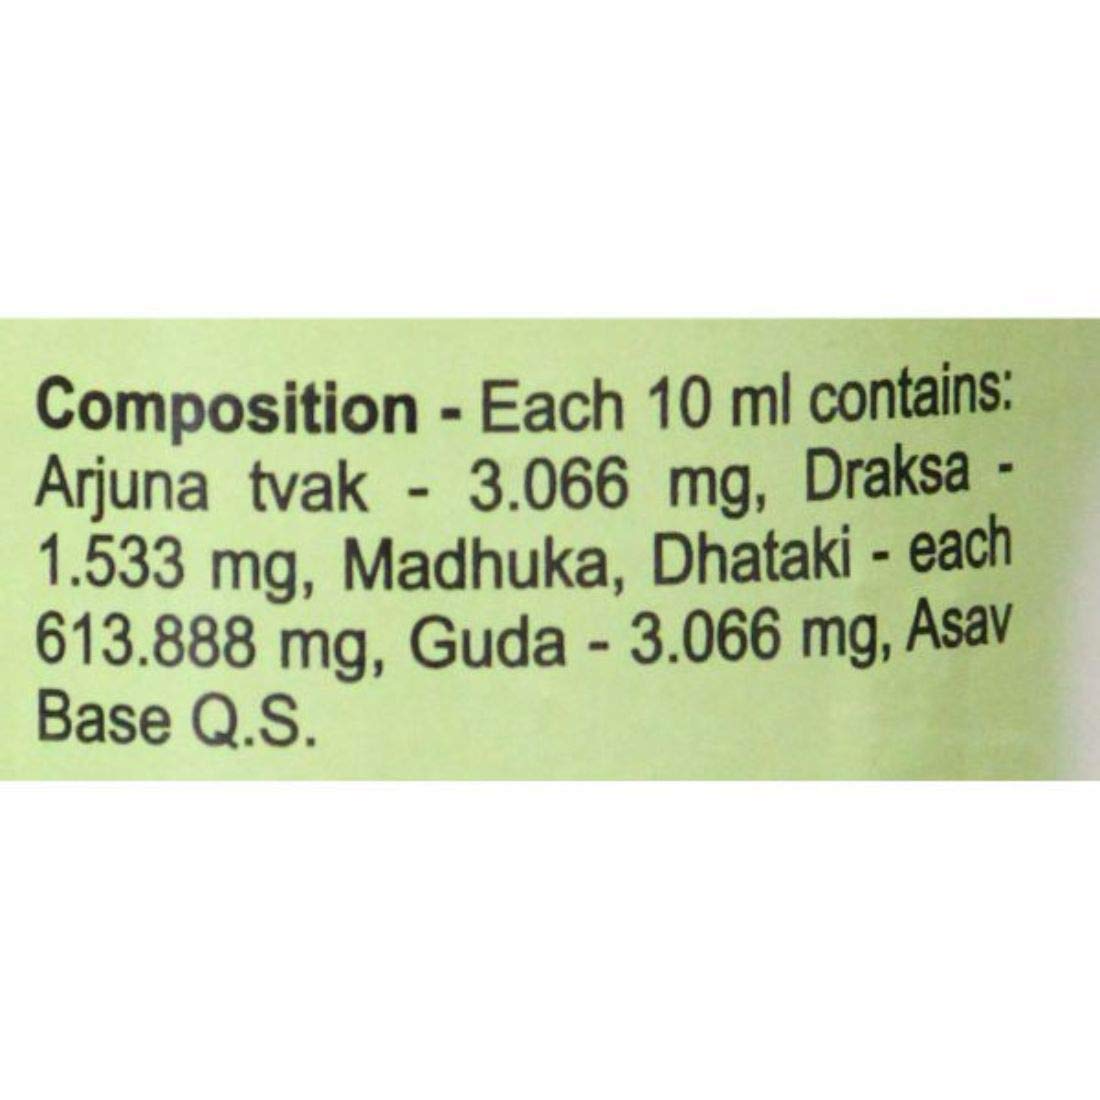 Composition - Each 10 ml contains:
Arjuna tvak - 3.066 mg, Draksa -
1.533 mg, Madhuka, Dhataki - each
613.888 mg, Guda - 3.066 mg, Asav
Base Q.S.